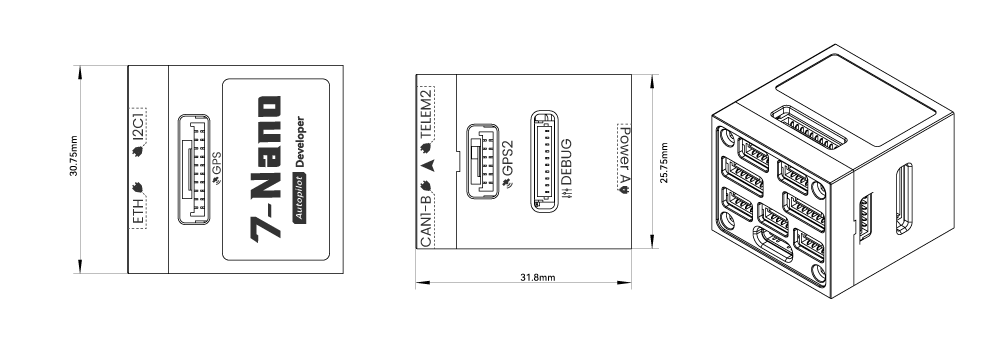 30.75mm
ETH
I2C1
GPS
7-Nano
Autopilot Developer
CAN1-B
TELEM2
GPS2
DEBUG
Power A
25.75mm
31.8mm